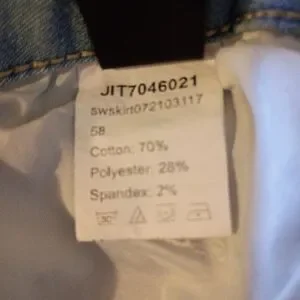 JIT7046021
swskirt072103117
58
Cotton: 70%
Polyester: 28%
Spandex: 2%